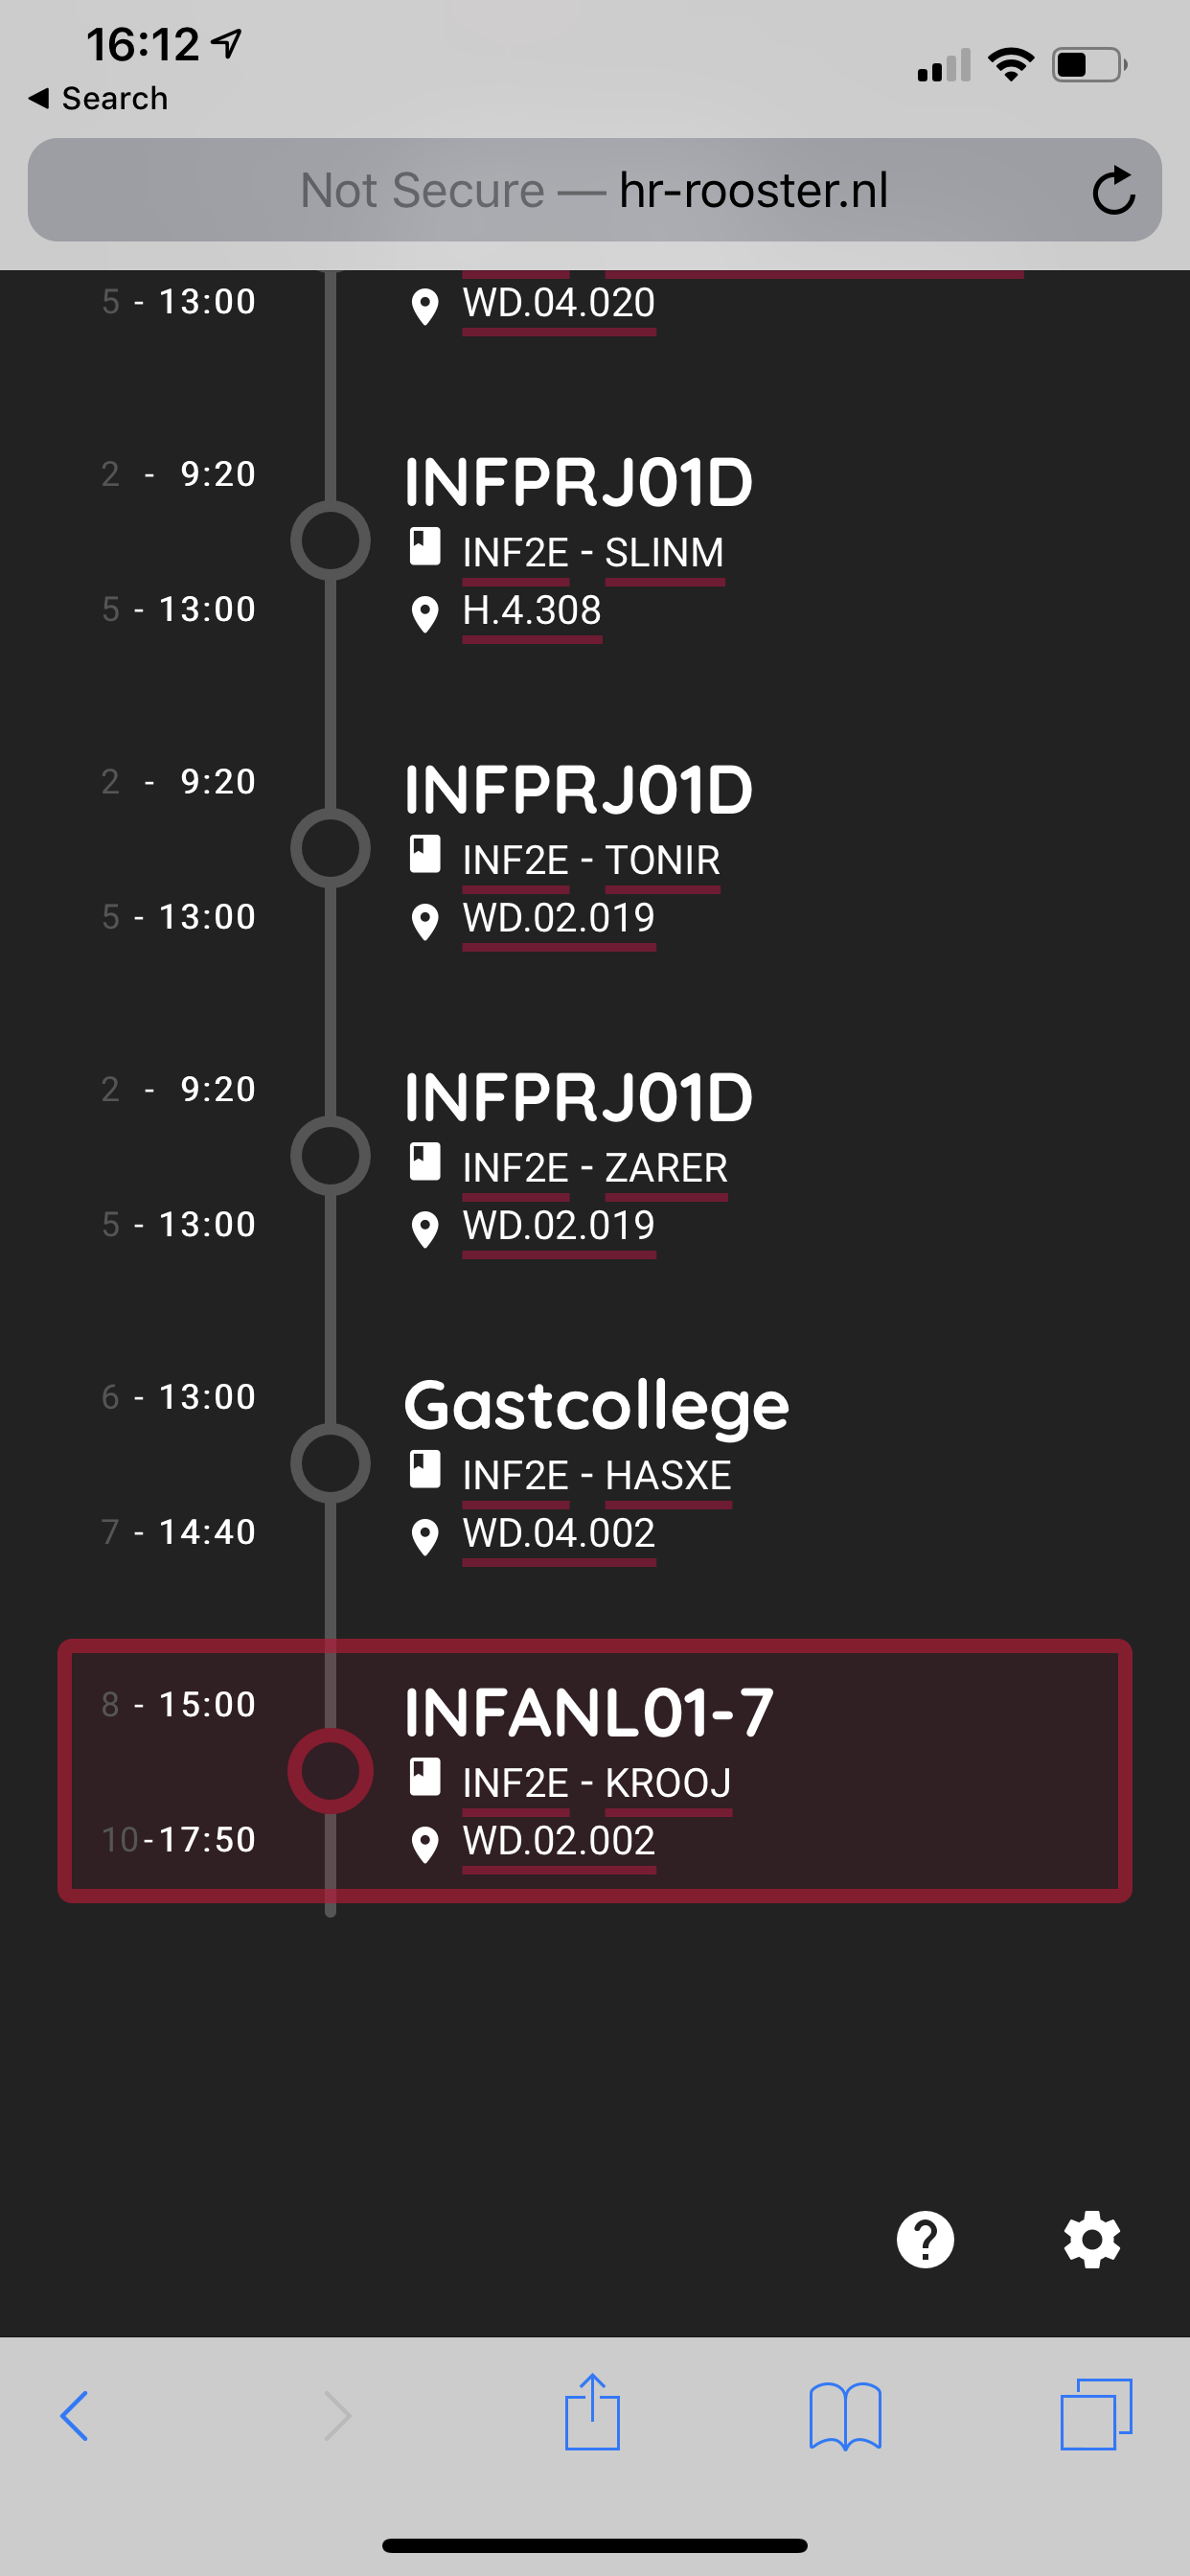 16:12
◀ Search
Not Secure — hr-rooster.nl
5 - 13:00 WD.04.020
2 - 9:20 INFPRJ01D
INF2E - SLINM
5 - 13:00 H.4.308
2 - 9:20 INFPRJ01D
INF2E - TONIR
5 - 13:00 WD.02.019
2 - 9:20 INFPRJ01D
INF2E - ZARER
5 - 13:00 WD.02.019
6 - 13:00 Gastcollege
INF2E - HASXE
7 - 14:40 WD.04.002
8 - 15:00 INFANL01-7
INF2E - KROOJ
10-17:50 WD.02.002
?